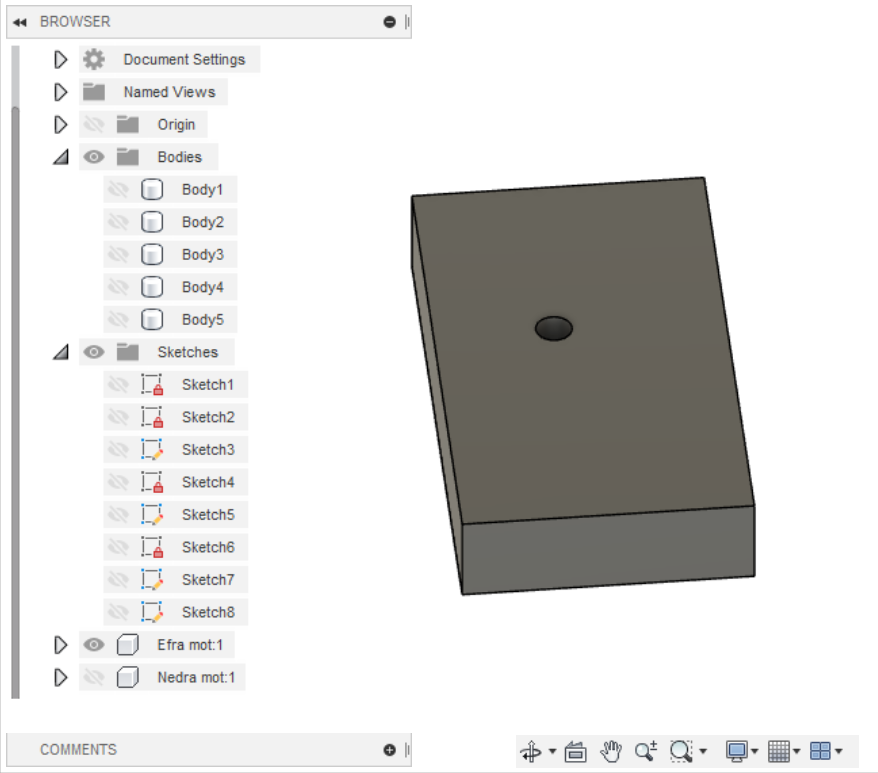 BROWSER
Document Settings
Named Views
Origin
Bodies
Body1
Body2
Body3
Body4
Body5
Sketches
Sketch1
Sketch2
Sketch3
Sketch4
Sketch5
Sketch6
Sketch7
Sketch8
Efra mot:1
Nedra mot:1
COMMENTS